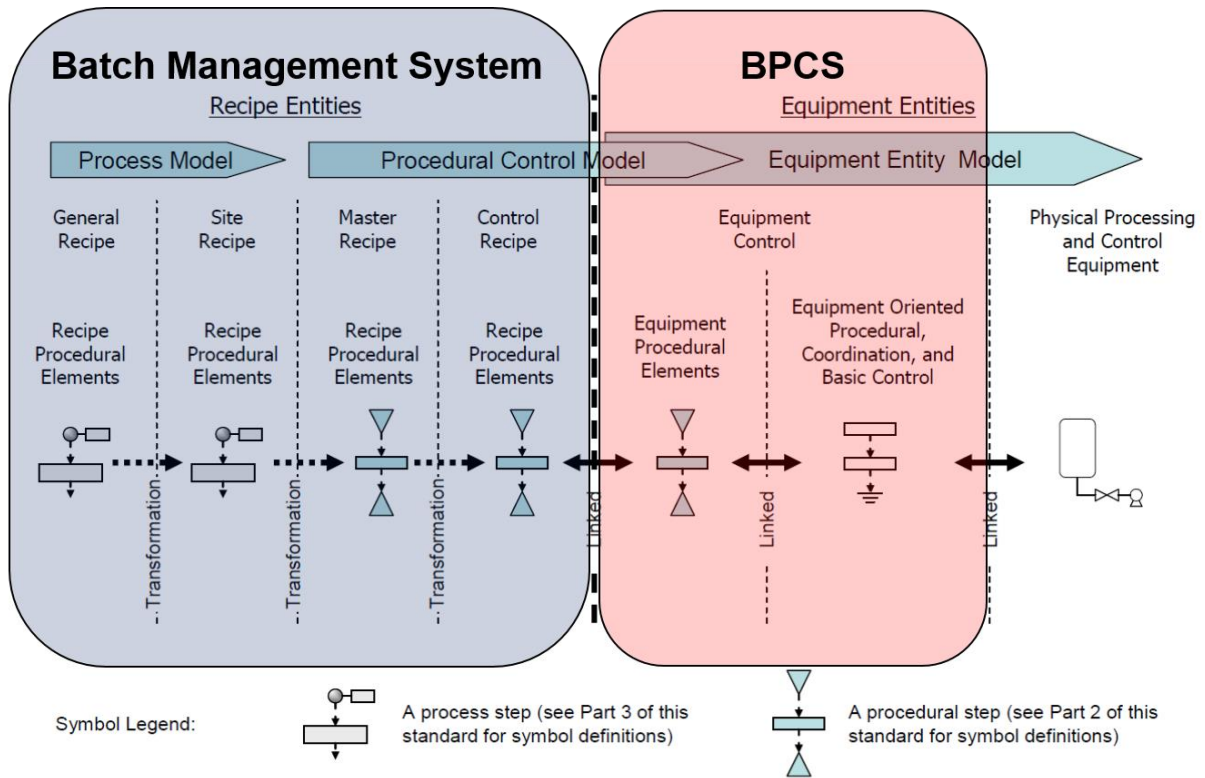 Batch Management System
BPCS
Recipe Entities
Equipment Entities
Process Model
Procedural Control Model
Equipment Entity Model
General
Recipe
Site
Recipe
Master
Recipe
Control
Recipe
Equipment
Control
Physical Processing
and Control
Equipment
Recipe
Procedural
Elements
Recipe
Procedural
Elements
Recipe
Procedural
Elements
Recipe
Procedural
Elements
Equipment
Procedural
Elements
Equipment Oriented
Procedural,
Coordination, and
Basic Control
Transformation
Transformation
Transformation
Linked
Linked
Linked
Symbol Legend:
A process step (see Part 3 of this
standard for symbol definitions)
A procedural step (see Part 2 of this
standard for symbol definitions)